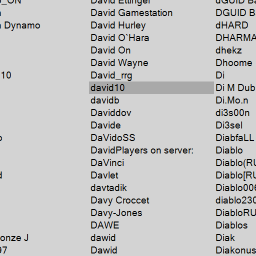 _ON David Ettinger dGUID B
David Gamestation DGUID Ba
David Hurley dHARD
n Dynamo David O`Hara DHARMA
David On dhekz
David Wayne Dhoome
10 David_rrg Di
david10 Di M Dub
davidb Di.Mo.n
Daviddov di3s00n
Davide Di3sel
DaVidoSS DiabfaLL
DavidPlayers on server: Diablo
DaVinci Diablo(RU
Davlet Diablo[RU
davtadik Diablo006
Davy Croccet diablo230
Davy-Jones DiabloRU
DAWE Diablos
onze J dawid Diak
97 Dawid Diakonus